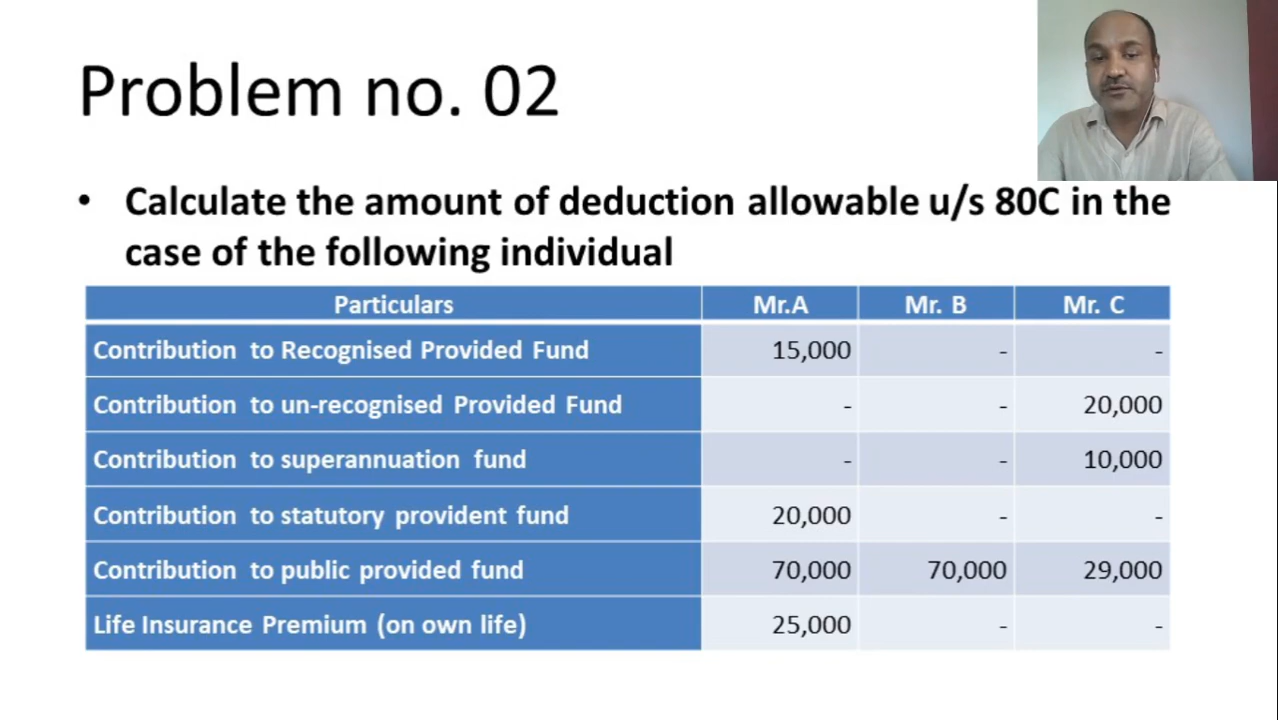 Problem no. 02
• Calculate the amount of deduction allowable u/s 80C in the
case of the following individual
Particulars Mr.A Mr. B Mr. C
Contribution to Recognised Provided Fund 15,000 - -
Contribution to un-recognised Provided Fund - - 20,000
Contribution to superannuation fund - - 10,000
Contribution to statutory provident fund 20,000 - -
Contribution to public provided fund 70,000 70,000 29,000
Life Insurance Premium (on own life) 25,000 - -